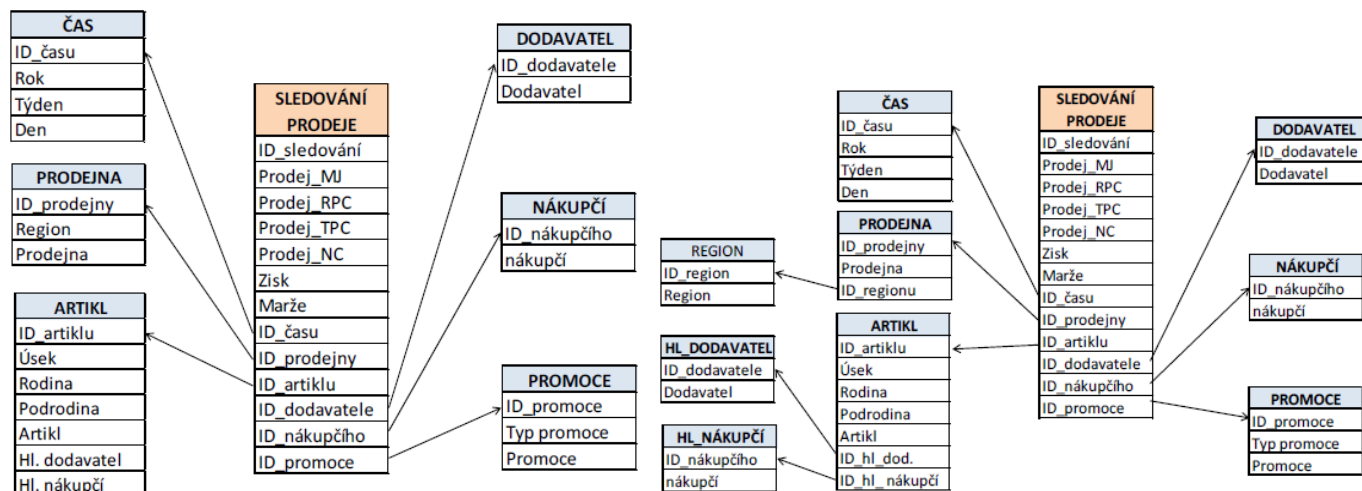 ČAS
ID_času
Rok
Týden
Den
PRODEJNA
ID_prodejny
Region
Prodejna
ARTIKL
ID_artiklu
Úsek
Rodina
Podrodina
Artikl
Hl. dodavatel
Hl. nákupčí
SLEDOVÁNÍ
PRODEJE
ID_sledování
Prodej_MJ
Prodej_RPC
Prodej_TPC
Prodej_NC
Zisk
Marže
ID_času
ID_prodejny
ID_artiklu
ID_dodavatele
ID_nákupčího
ID_promoce
DODAVATEL
ID_dodavatele
Dodavatel
NÁKUPČÍ
ID_nákupčího
nákupčí
PROMOCE
ID_promoce
Typ promoce
Promoce
REGION
ID_region
Region
HL_DODAVATEL
ID_dodavatele
Dodavatel
HL_NÁKUPČÍ
ID_nákupčího
nákupčí
ČAS
ID_času
Rok
Týden
Den
PRODEJNA
ID_prodejny
Prodejna
ID_regionu
ARTIKL
ID_artiklu
Úsek
Rodina
Podrodina
Artikl
ID_hl_dod.
ID_hl_ nákupčí
SLEDOVÁNÍ
PRODEJE
ID_sledování
Prodej_MJ
Prodej_RPC
Prodej_TPC
Prodej_NC
Zisk
Marže
ID_času
ID_prodejny
ID_artiklu
ID_dodavatele
ID_nákupčího
ID_promoce
DODAVATEL
ID_dodavatele
Dodavatel
NÁKUPČÍ
ID_nákupčího
nákupčí
PROMOCE
ID_promoce
Typ promoce
Promoce